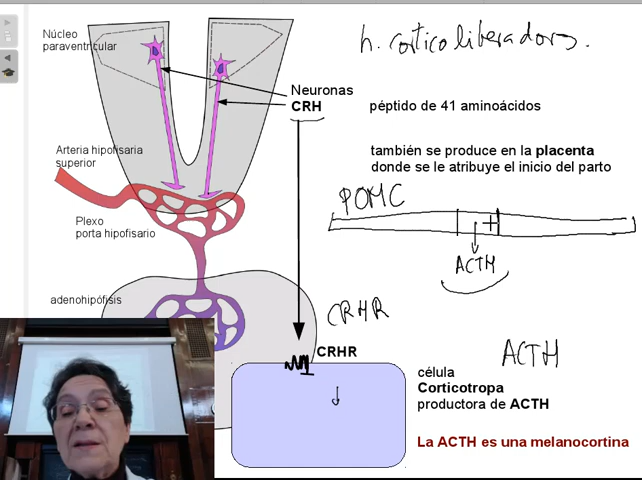 Núcleo
paraventricular
h. corticoliberadora.
Neuronas
CRH
péptido de 41 aminoácidos
Arteria hipofisaria
superior
también se produce en la placenta
donde se le atribuye el inicio del parto
POMC
Plexo
porta hipofisario
ACTH
adenohipófisis
CRHR
CRHR
ACTH
célula
Corticotropa
productora de ACTH
La ACTH es una melanocortina